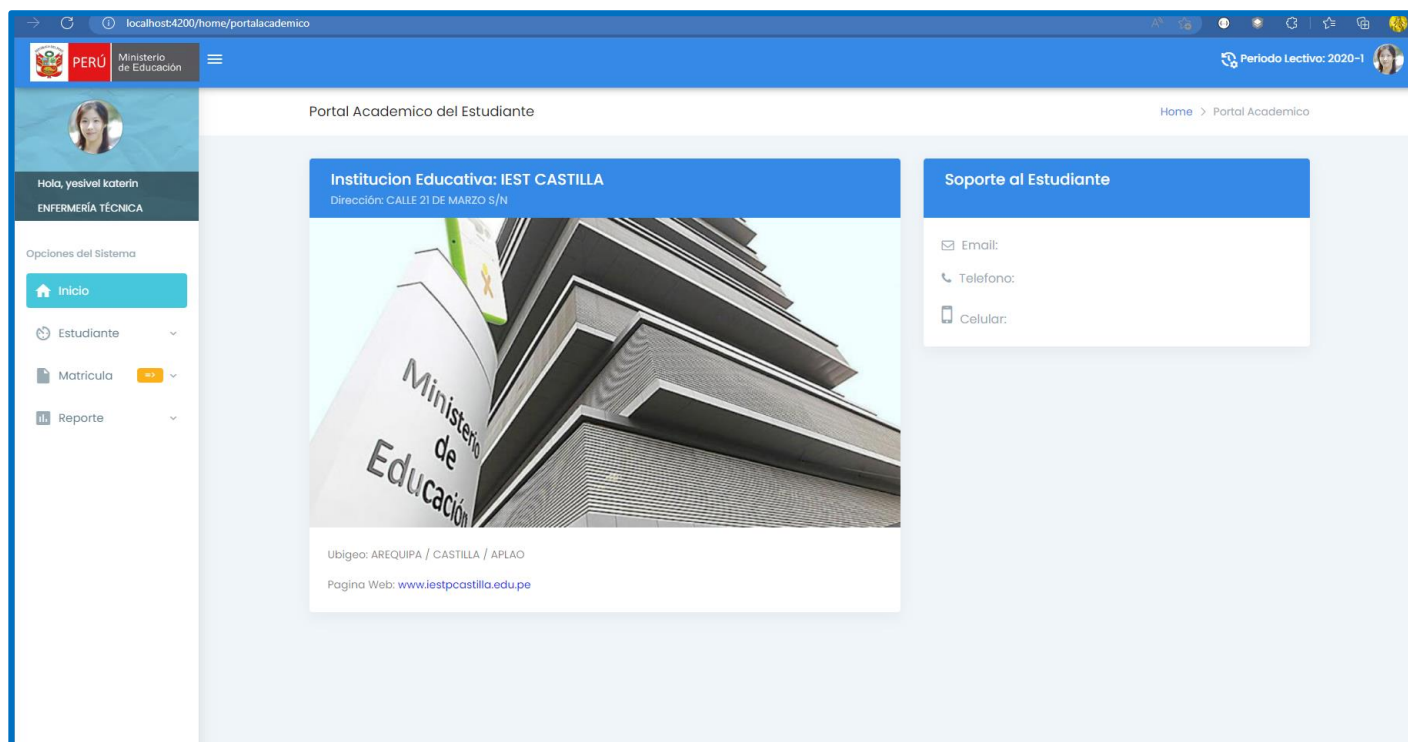 localhost:4200/home/portalacademico
PERÚ
Ministerio
de Educación
Periodo Lectivo: 2020-1
Portal Academico del Estudiante
Home > Portal Academico
Hola, yesivel katerin
ENFERMERÍA TÉCNICA
Opciones del Sistema
Inicio
Estudiante
Matricula
Reporte
Institucion Educativa: IEST CASTILLA
Dirección: CALLE 21 DE MARZO S/N
Ministerio
de
Educación
Ubigeo: AREQUIPA / CASTILLA / APLAO
Pagina Web: www.iestpcastilla.edu.pe
Soporte al Estudiante
Email:
Telefono:
Celular: